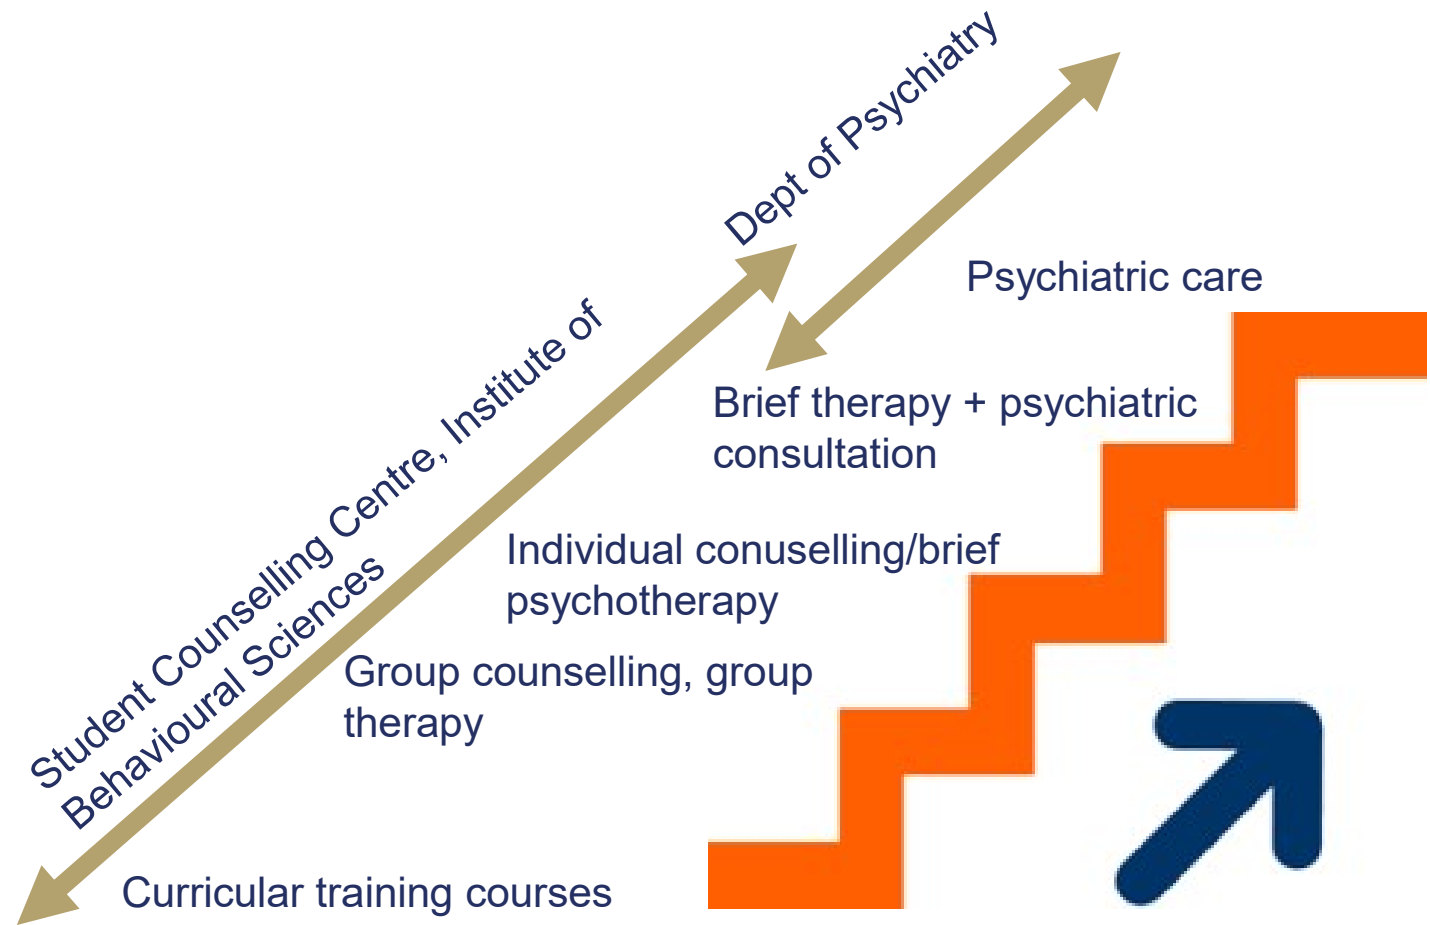 Dept of Psychiatry
Psychiatric care
Student Counselling Centre, Institute of
Behavioural Sciences
Brief therapy + psychiatric
consultation
Individual conuselling/brief
psychotherapy
Group counselling, group
therapy
Curricular training courses